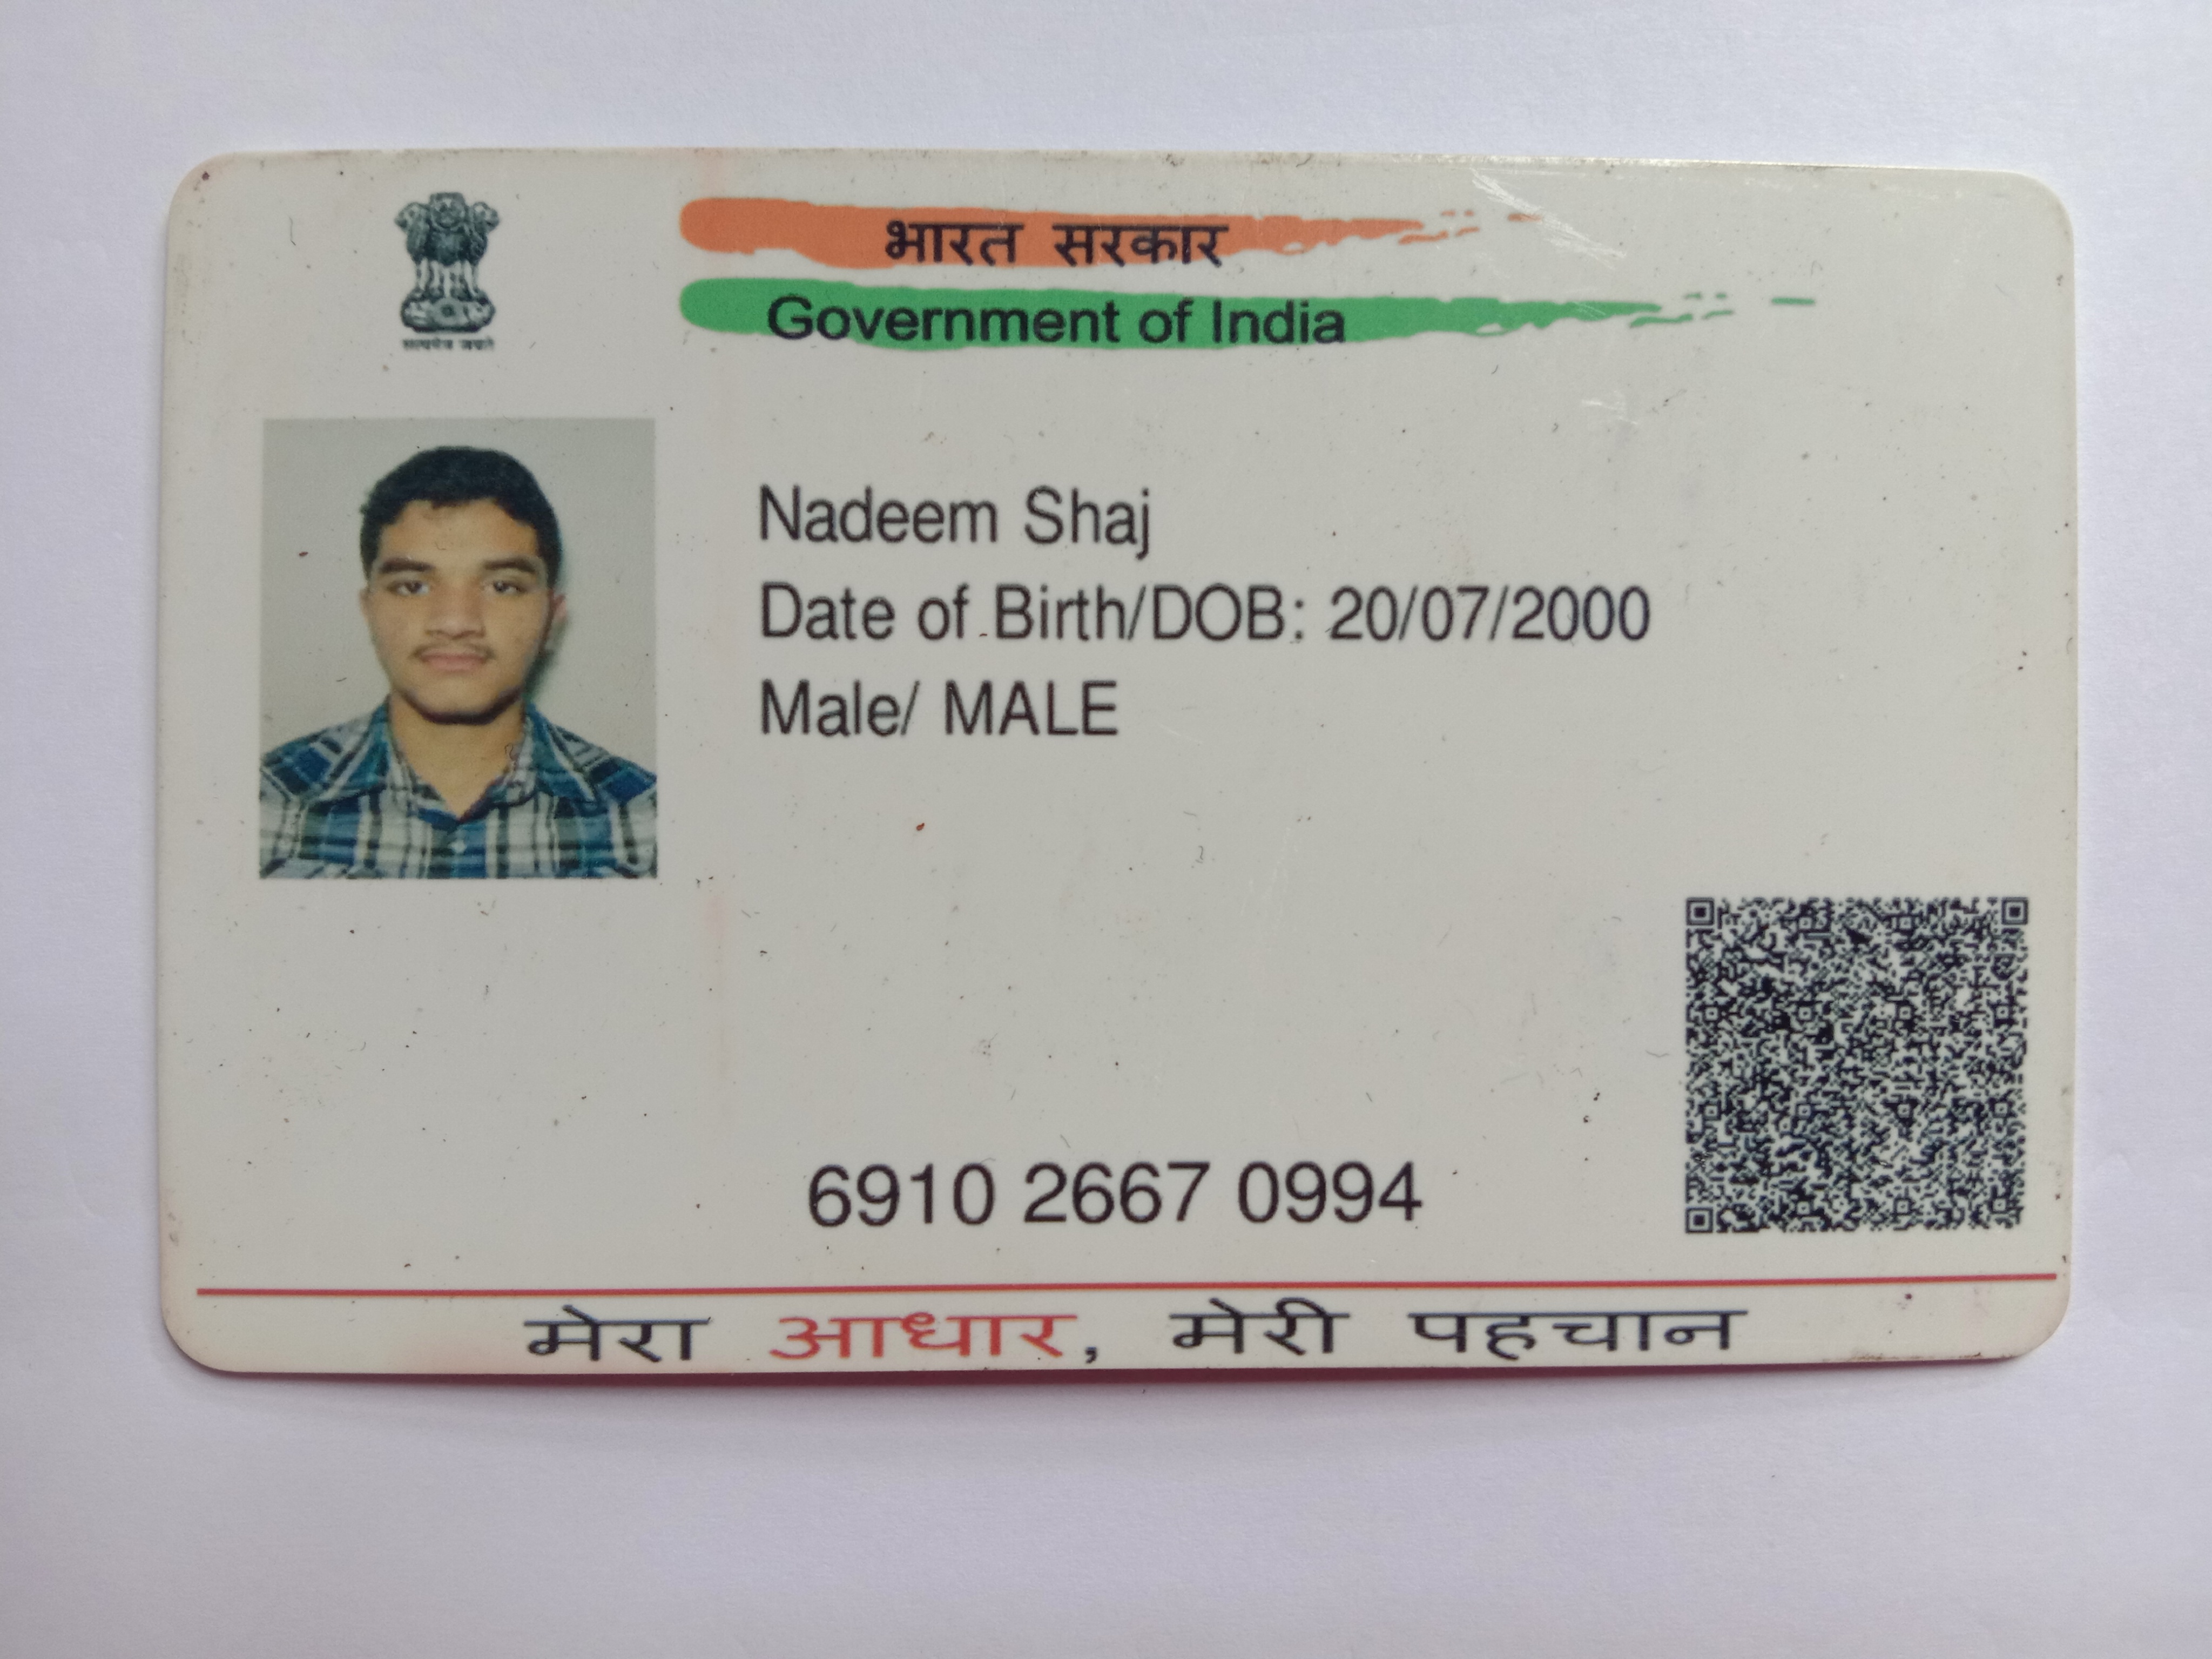 भारत सरकार
Government of India
सत्यमेव जयते
Nadeem Shaj
Date of Birth/DOB: 20/07/2000
Male/ MALE
6910 2667 0994
मेरा आधार, मेरी पहचान